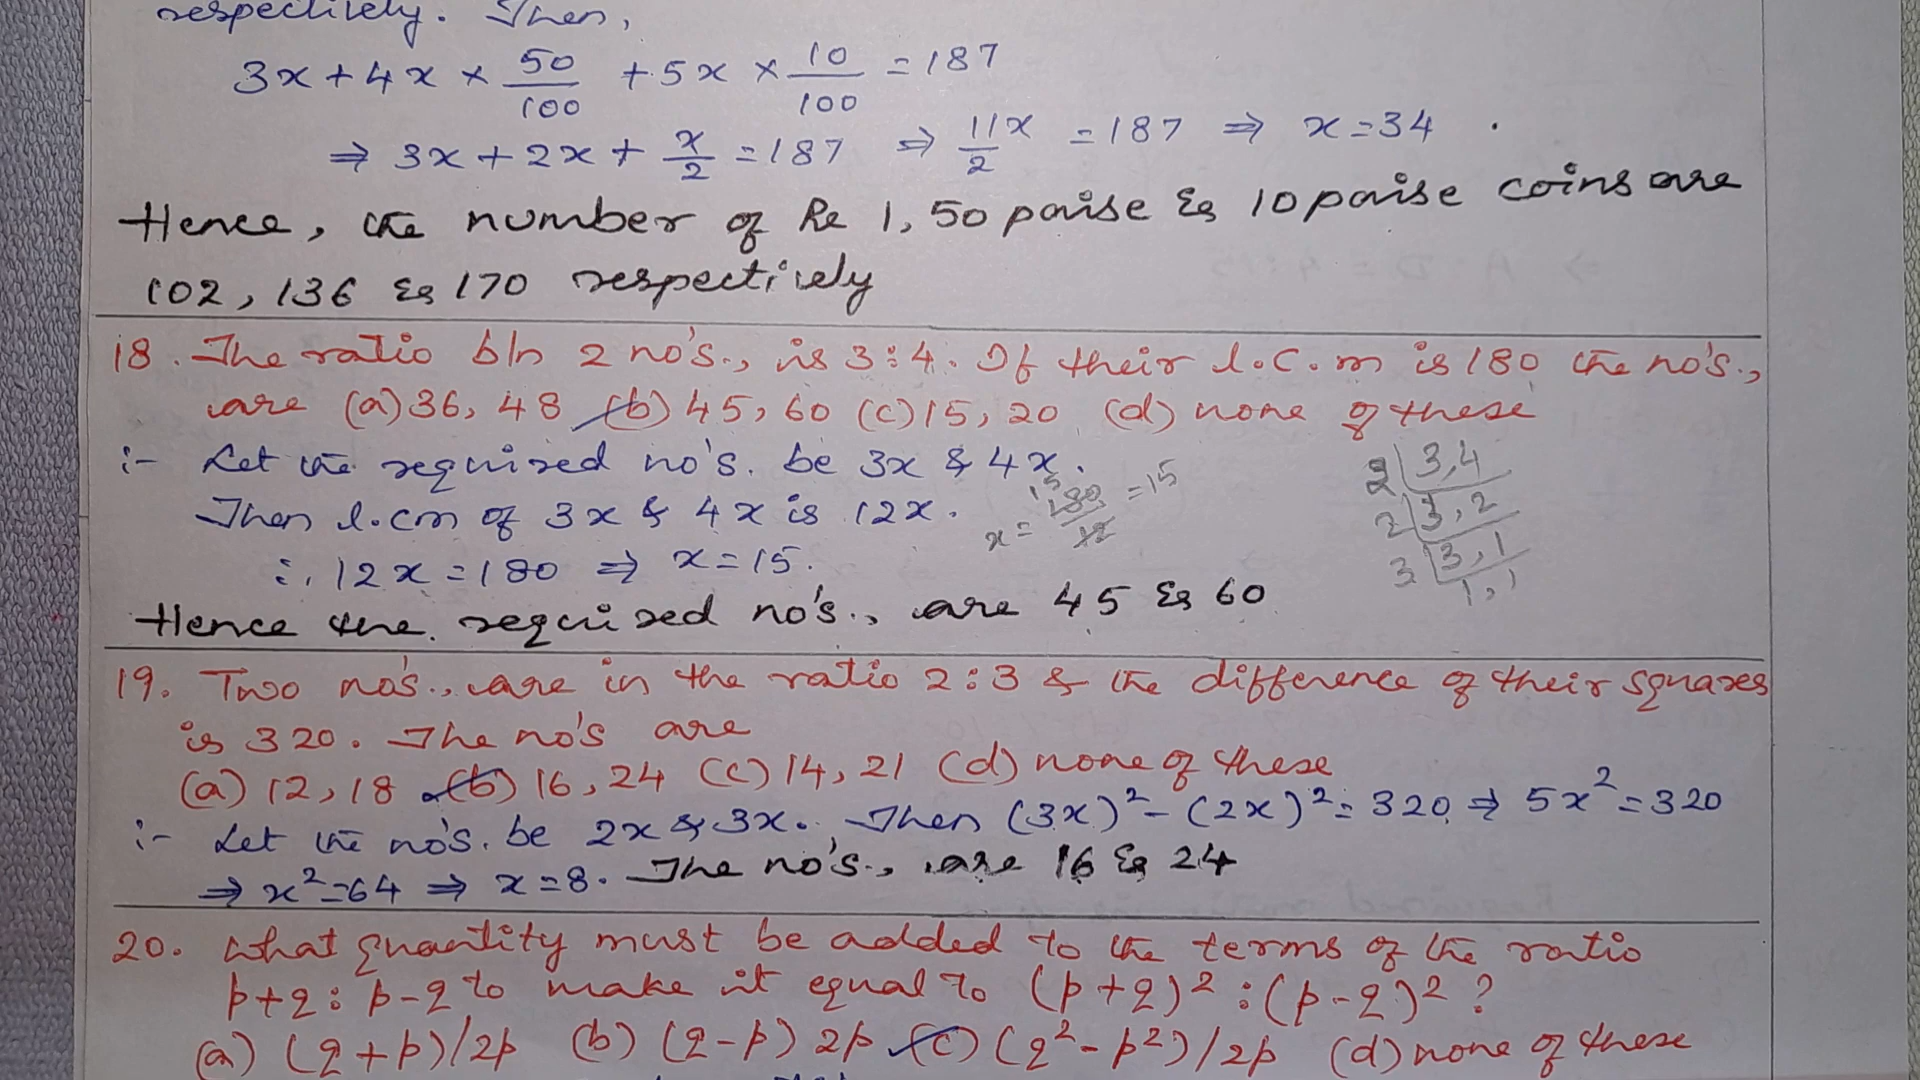 respectively. Then,
3x + 4x × 50/100 + 5x × 10/100 = 187
⇒ 3x + 2x + x/2 = 187 ⇒ 11x/2 = 187 ⇒ x = 34
Hence, the number of Re 1, 50 paise & 10 paise coins are
102, 136 & 170 respectively
18. The ratio b/n 2 no's., is 3:4. If their l.c.m is 180 the no's.,
are (a) 36, 48 (b) 45, 60 (c) 15, 20 (d) none of these
:- Let the required no's. be 3x & 4x.
Then l.cm of 3x & 4x is 12x.
x = 180/12 = 15
15
∴ 12x = 180 ⇒ x = 15.
2 | 3, 4
2 | 3, 2
3 | 3, 1
1, 1
Hence the required no's., are 45 & 60
19. Two no's., are in the ratio 2:3 & the difference of their squares
is 320. The no's are
(a) 12, 18 (b) 16, 24 (c) 14, 21 (d) none of these
:- Let the no's. be 2x & 3x. Then (3x)² - (2x)² = 320 ⇒ 5x² = 320
⇒ x² = 64 ⇒ x = 8. The no's., are 16 & 24
20. What quantity must be added to the terms of the ratio
p+q : p-q to make it equal to (p+q)² : (p-q)² ?
(a) (q+p)/2p (b) (q-p) 2p (c) (q²-p²)/2p (d) none of these